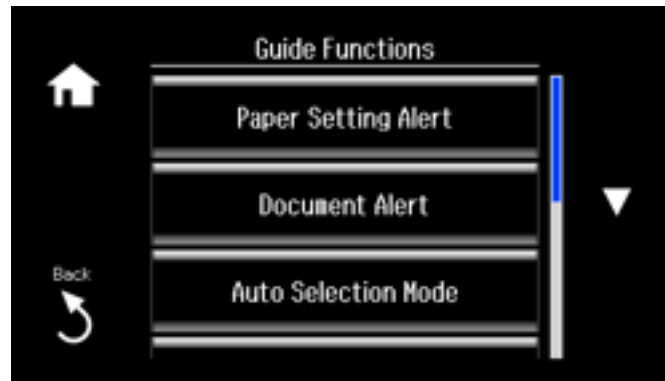 Guide Functions
Paper Setting Alert
Document Alert
Auto Selection Mode
Back